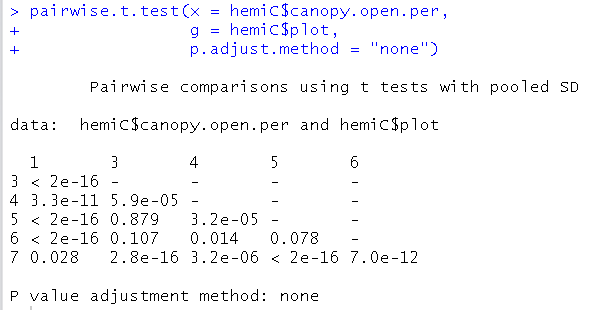 > pairwise.t.test(x = hemiC$canopy.open.per,
+                 g = hemiC$plot,
+                 p.adjust.method = "none")
        Pairwise comparisons using t tests with pooled SD
data:  hemiC$canopy.open.per and hemiC$plot
  1       3       4       5       6
3 < 2e-16 -       -       -       -
4 3.3e-11 5.9e-05 -       -       -
5 < 2e-16 0.879   3.2e-05 -       -
6 < 2e-16 0.107   0.014   0.078   -
7 0.028   2.8e-16 3.2e-06 < 2e-16 7.0e-12
P value adjustment method: none